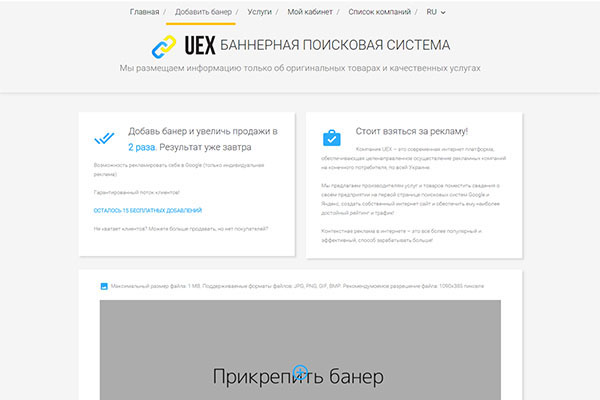 Главная / Добавить банер / Услуги / Мой кабинет / Список компаний / RU
UEX БАННЕРНАЯ ПОИСКОВАЯ СИСТЕМА
Мы размещаем информацию только об оригинальных товарах и качественных услугах
Добавь банер и увеличь продажи в
2 раза. Результат уже завтра
Возможность рекламировать себя в Google (только индивидуальная
реклама)
Гарантированный поток клиентов!
ОСТАЛОСЬ 15 БЕСПЛАТНЫХ ДОБАВЛЕНИЙ
Не хватает клиентов? Можете больше продавать, но нет покупателей?
Стоит взяться за рекламу!
Компания UEX – это современная интернет платформа,
обеспечивающая целенаправленное осуществление рекламных кампаний
на конечного потребителя, по всей Украине.
Мы предлагаем производителям услуг и товаров поместить сведения о
своем предприятии на первой странице поисковых систем Google и
Яндекс, создать собственный интернет сайт и обеспечить ему наиболее
достойный рейтинг и трафик!
Контекстная реклама в интернете – это все более популярный и
эффективный, способ зарабатывать больше!
Максимальный размер файла: 1 MB. Поддерживаемые форматы файлов: JPG, PNG, GIF, BMP. Рекомендуемое разрешение файла: 1090x360 пикселе
Прикрепить банер